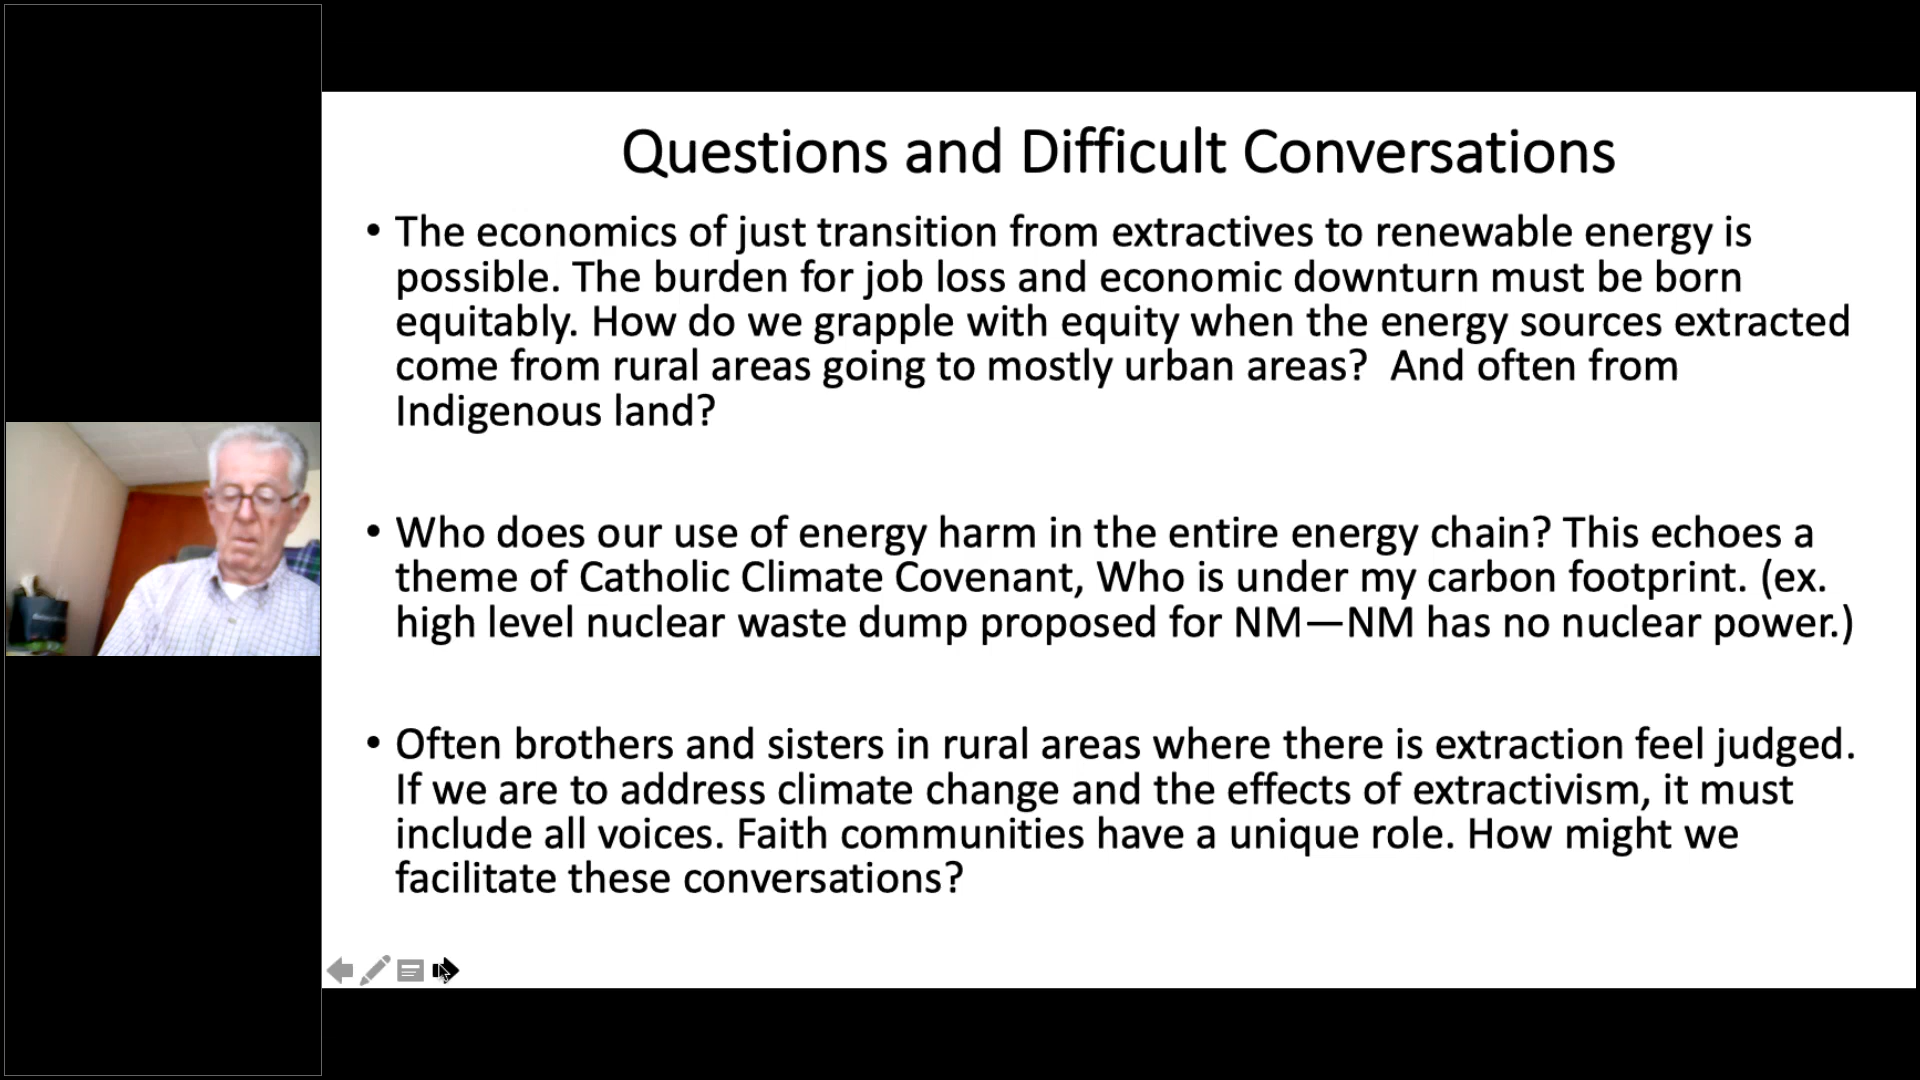 Questions and Difficult Conversations
• The economics of just transition from extractives to renewable energy is
possible. The burden for job loss and economic downturn must be born
equitably. How do we grapple with equity when the energy sources extracted
come from rural areas going to mostly urban areas?  And often from
Indigenous land?
• Who does our use of energy harm in the entire energy chain? This echoes a
theme of Catholic Climate Covenant, Who is under my carbon footprint. (ex.
high level nuclear waste dump proposed for NM—NM has no nuclear power.)
• Often brothers and sisters in rural areas where there is extraction feel judged.
If we are to address climate change and the effects of extractivism, it must
include all voices. Faith communities have a unique role. How might we
facilitate these conversations?